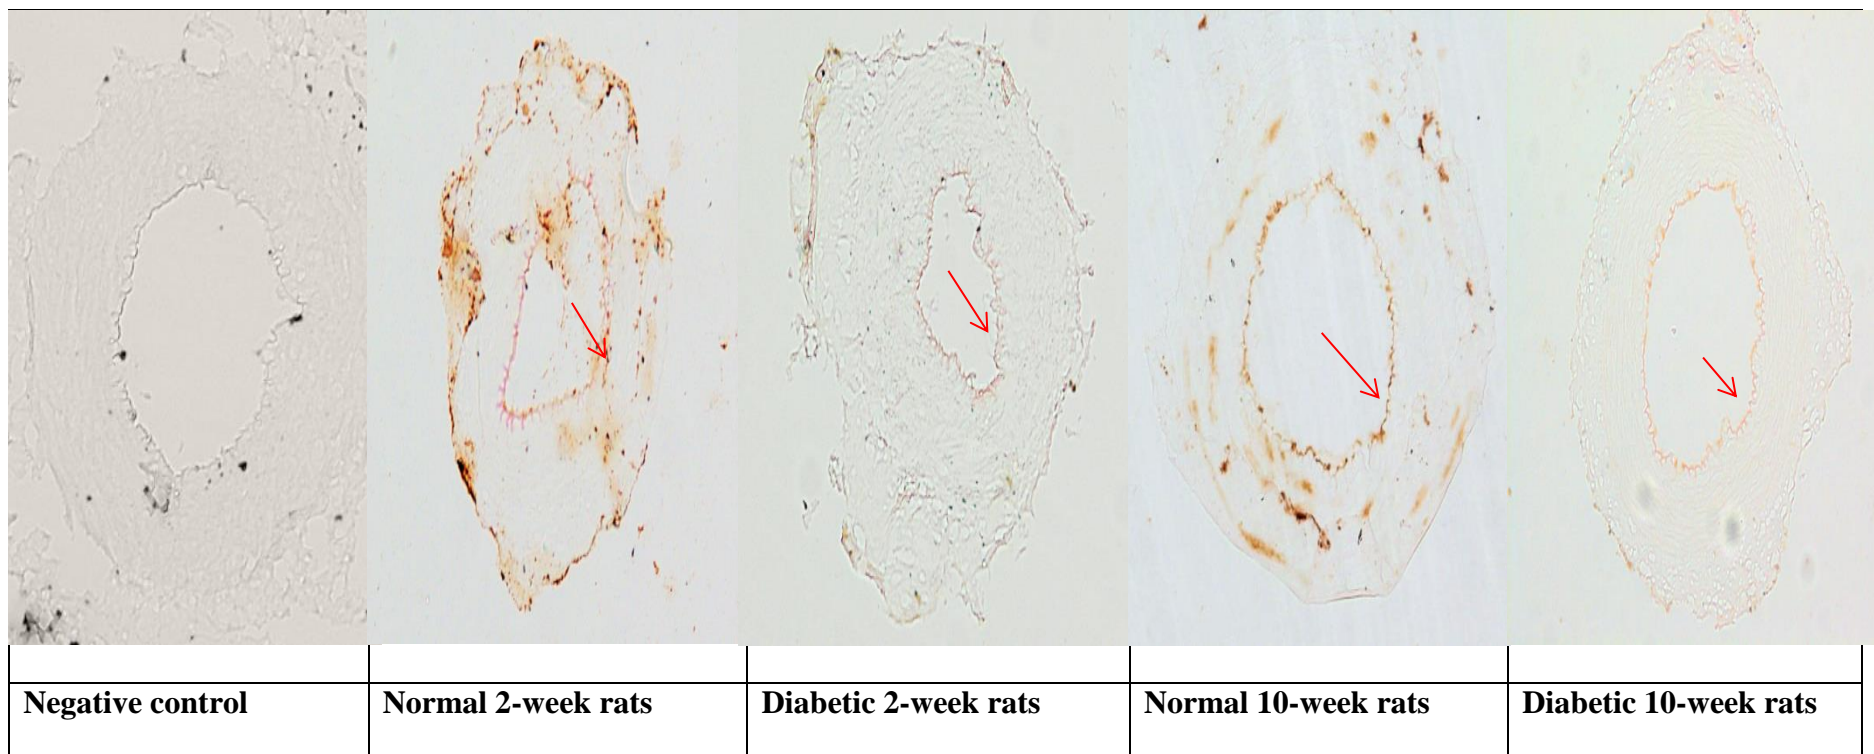 Negative control
Normal 2-week rats
Diabetic 2-week rats
Normal 10-week rats
Diabetic 10-week rats